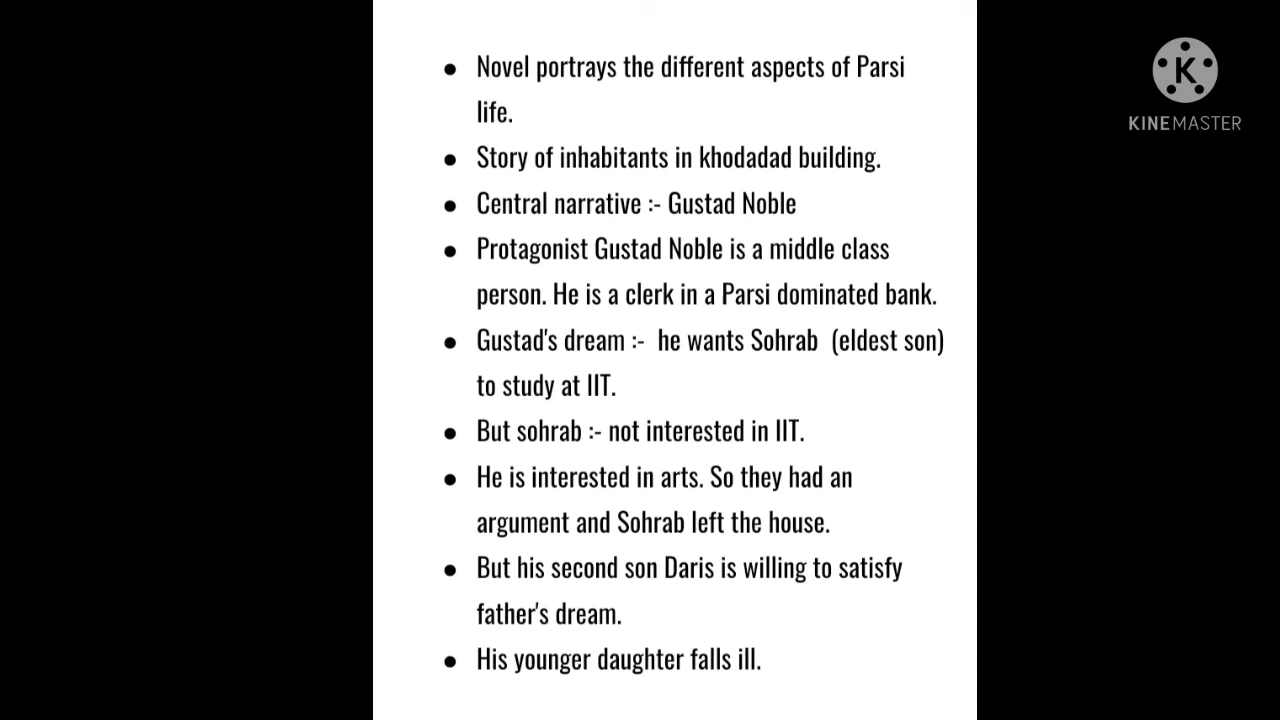 • Novel portrays the different aspects of Parsi
life.
• Story of inhabitants in khodadad building.
• Central narrative :- Gustad Noble
• Protagonist Gustad Noble is a middle class
person. He is a clerk in a Parsi dominated bank.
• Gustad's dream :-  he wants Sohrab  (eldest son)
to study at IIT.
• But sohrab :- not interested in IIT.
• He is interested in arts. So they had an
argument and Sohrab left the house.
• But his second son Daris is willing to satisfy
father's dream.
• His younger daughter falls ill.
K
KINEMASTER